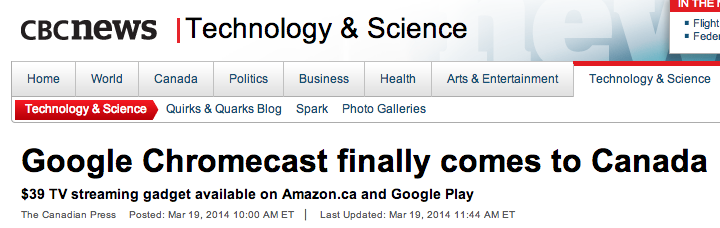 CBCnews | Technology & Science
IN THE
Flight
Feder
Home World Canada Politics Business Health Arts & Entertainment Technology & Science
Technology & Science Quirks & Quarks Blog Spark Photo Galleries
Google Chromecast finally comes to Canada
$39 TV streaming gadget available on Amazon.ca and Google Play
The Canadian Press Posted: Mar 19, 2014 10:00 AM ET | Last Updated: Mar 19, 2014 11:44 AM ET